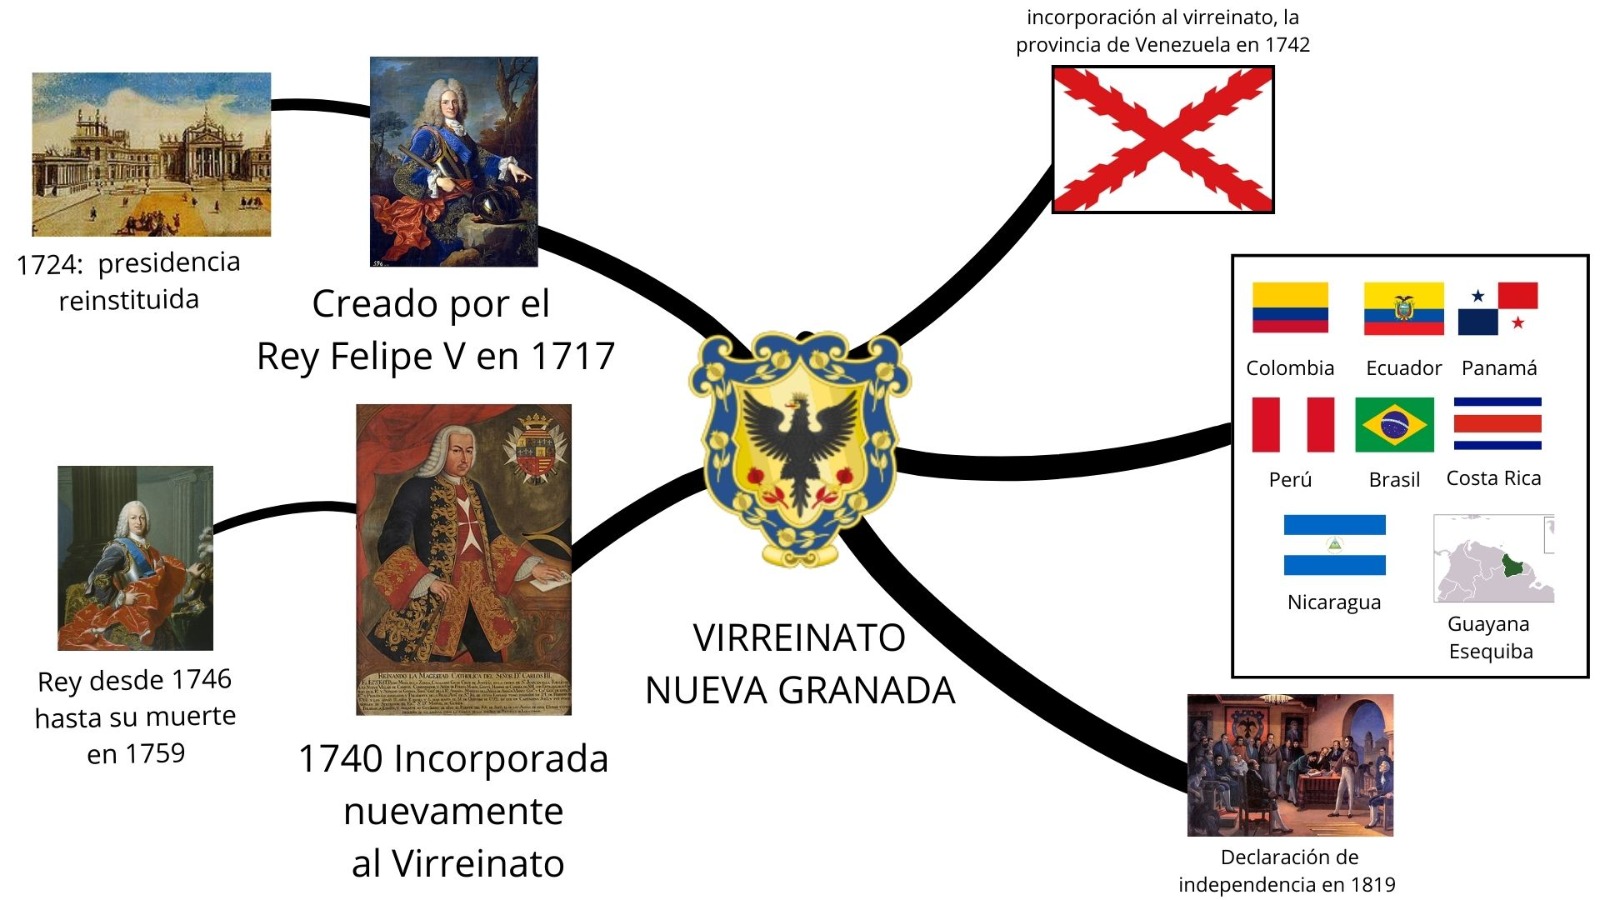 incorporación al virreinato, la
provincia de Venezuela en 1742
1724: presidencia
reinstituida
Creado por el
Rey Felipe V en 1717
Colombia
Ecuador
Panamá
Perú
Brasil
Costa Rica
Nicaragua
Guayana
Esequiba
VIRREINATO
NUEVA GRANADA
Rey desde 1746
hasta su muerte
en 1759
1740 Incorporada
nuevamente
al Virreinato
Declaración de
independencia en 1819